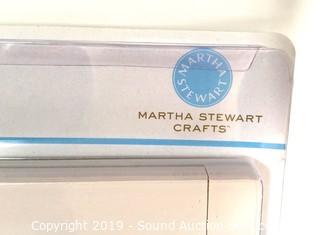 MARTHA
STEWART
MARTHA STEWART
CRAFTS™
Copyright 2019 - Sound Auction